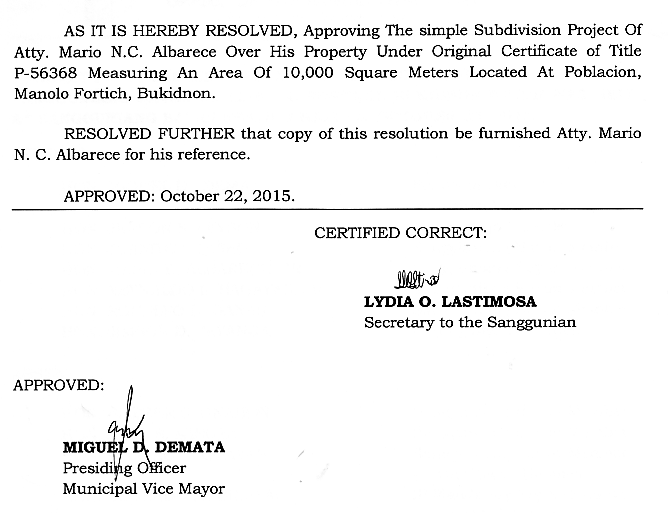 AS IT IS HEREBY RESOLVED, Approving The simple Subdivision Project Of
Atty. Mario N.C. Albarece Over His Property Under Original Certificate of Title
P-56368 Measuring An Area Of 10,000 Square Meters Located At Poblacion,
Manolo Fortich, Bukidnon.
RESOLVED FURTHER that copy of this resolution be furnished Atty. Mario
N. C. Albarece for his reference.
APPROVED: October 22, 2015.
CERTIFIED CORRECT:
LYDIA O. LASTIMOSA
Secretary to the Sanggunian
APPROVED:
MIGUEL D. DEMATA
Presiding Officer
Municipal Vice Mayor